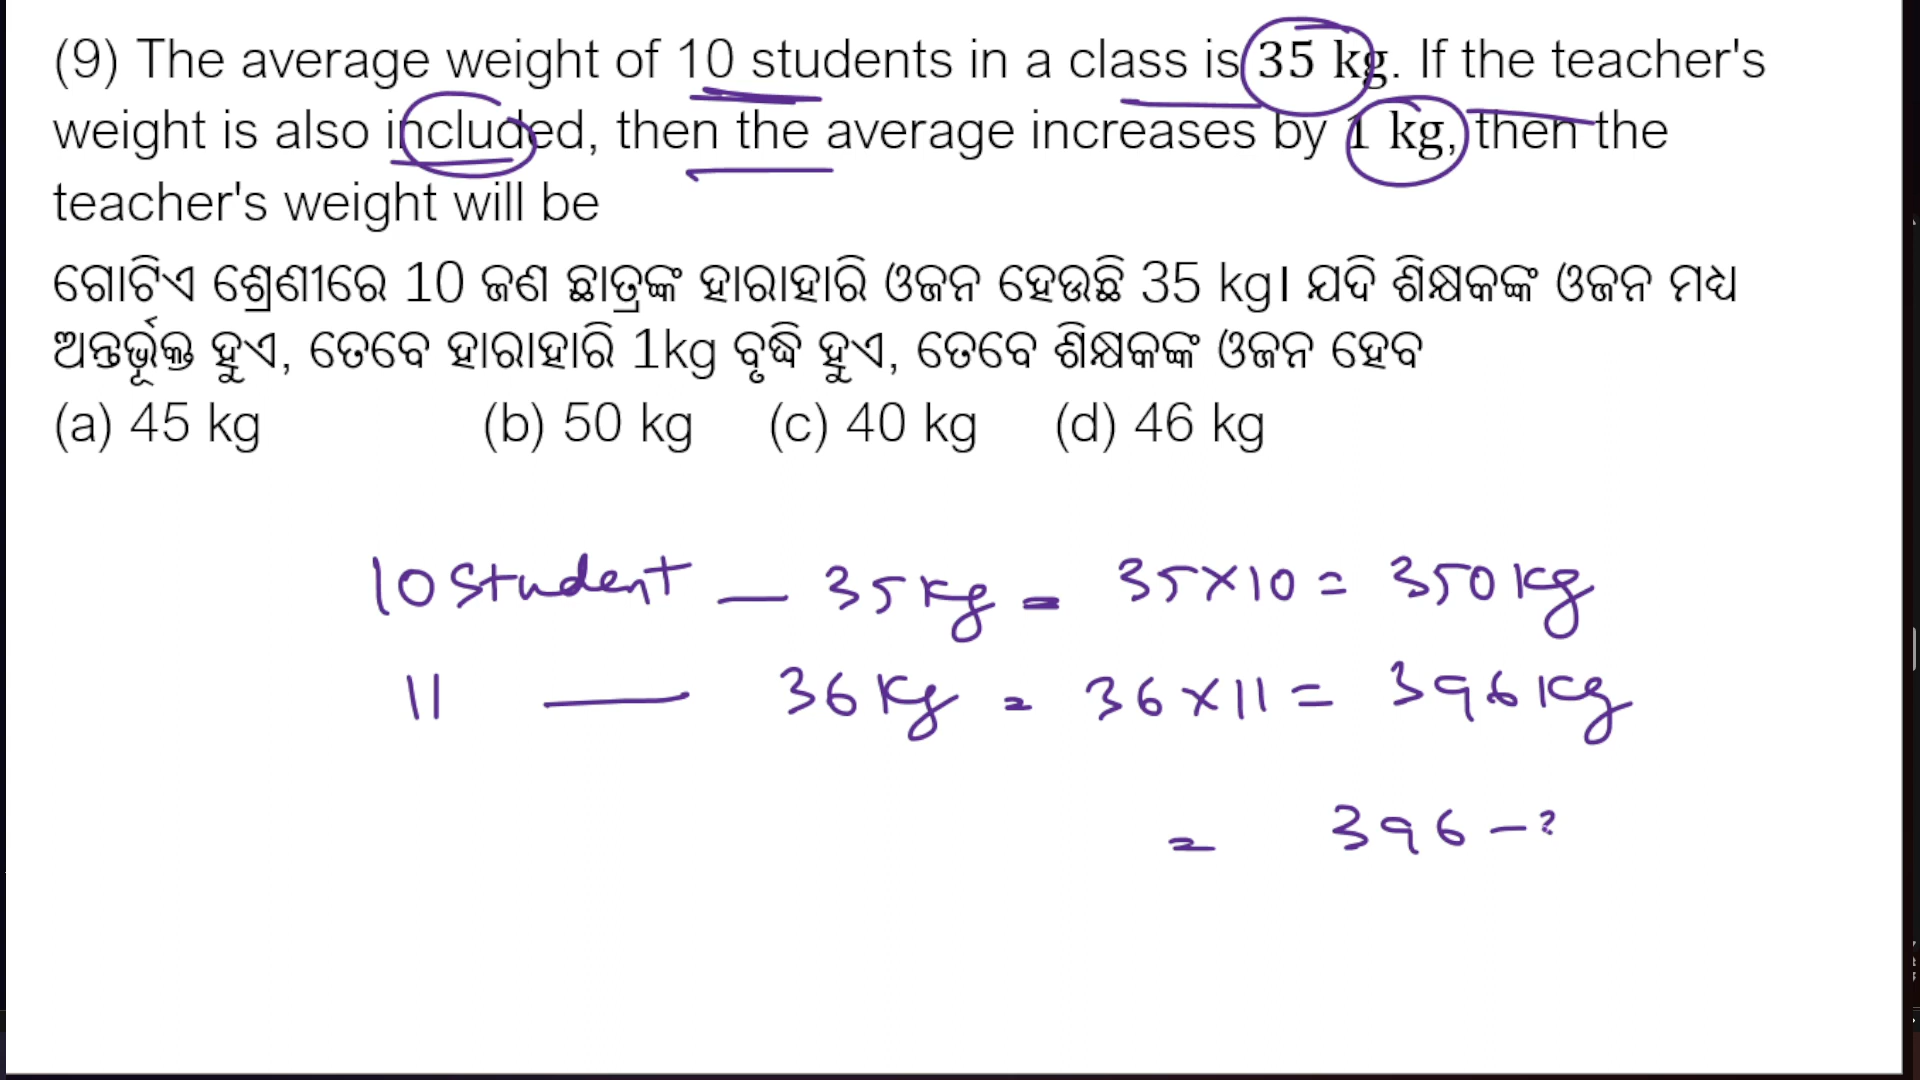 (9) The average weight of 10 students in a class is 35 kg. If the teacher's
weight is also included, then the average increases by 1 kg, then the
teacher's weight will be
ଗୋଟିଏ ଶ୍ରେଣୀରେ 10 ଜଣ ଛାତ୍ରଙ୍କ ହାରାହାରି ଓଜନ ହେଉଛି 35 kg। ଯଦି ଶିକ୍ଷକଙ୍କ ଓଜନ ମଧ୍ୟ
ଅନ୍ତର୍ଭୂକ୍ତ ହୁଏ, ତେବେ ହାରାହାରି 1kg ବୃଦ୍ଧି ହୁଏ, ତେବେ ଶିକ୍ଷକଙ୍କ ଓଜନ ହେବ
(a) 45 kg (b) 50 kg (c) 40 kg (d) 46 kg
10 Student — 35 kg = 35×10 = 350 kg
11 — 36 kg = 36×11 = 396 kg
= 396 - ?